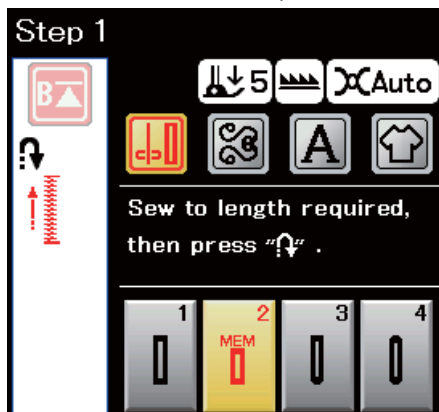 Step 1
B
5
Auto
A
Sew to length required,
then press “ ” .
1
2
3
4
MEM